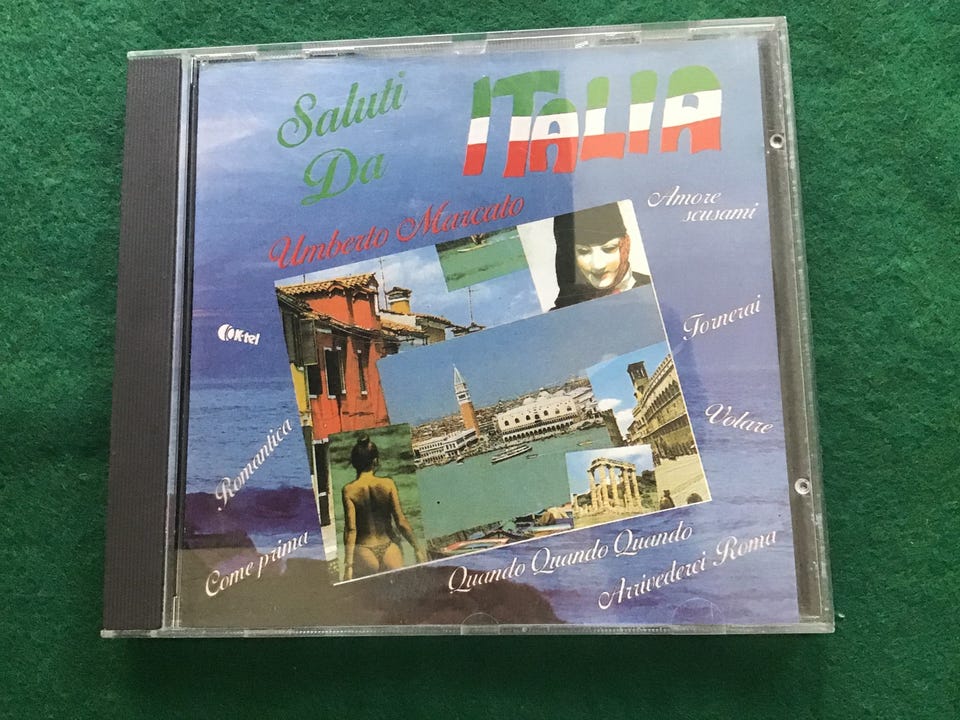 Saluti
Da
ITALIA
Umberto Marcato
Amore
scusami
K-tel
Tornerai
Volare
Romantica
Come prima
Quando Quando Quando
Arrivederci Roma